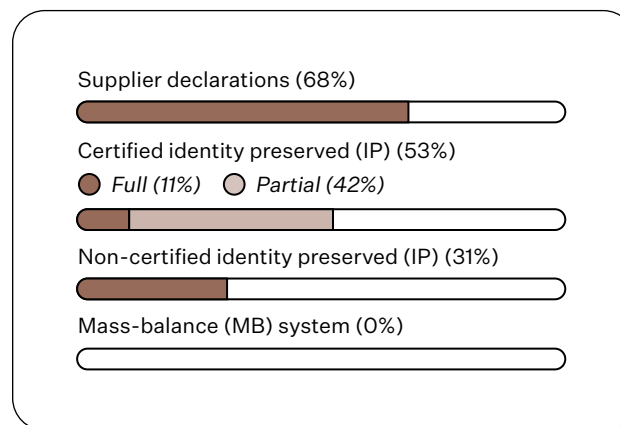 Supplier declarations (68%)
Certified identity preserved (IP) (53%)
Full (11%) Partial (42%)
Non-certified identity preserved (IP) (31%)
Mass-balance (MB) system (0%)